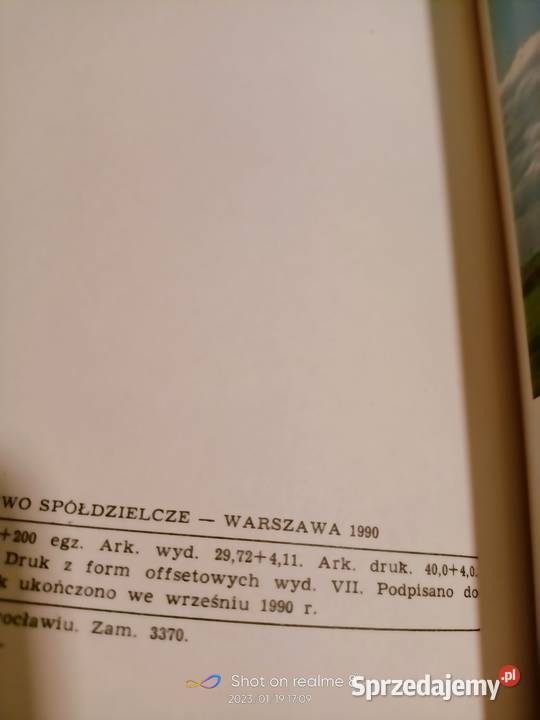 WO SPÓŁDZIELCZE — WARSZAWA 1990
+200 egz. Ark. wyd. 29,72+4,11. Ark. druk. 40,0+4,0.
Druk z form offsetowych wyd. VII. Podpisano do
k ukończono we wrześniu 1990 r.
rocławiu. Zam. 3370.
Shot on realme 8
2023.01.19 17:09
Sprzedajemy.pl